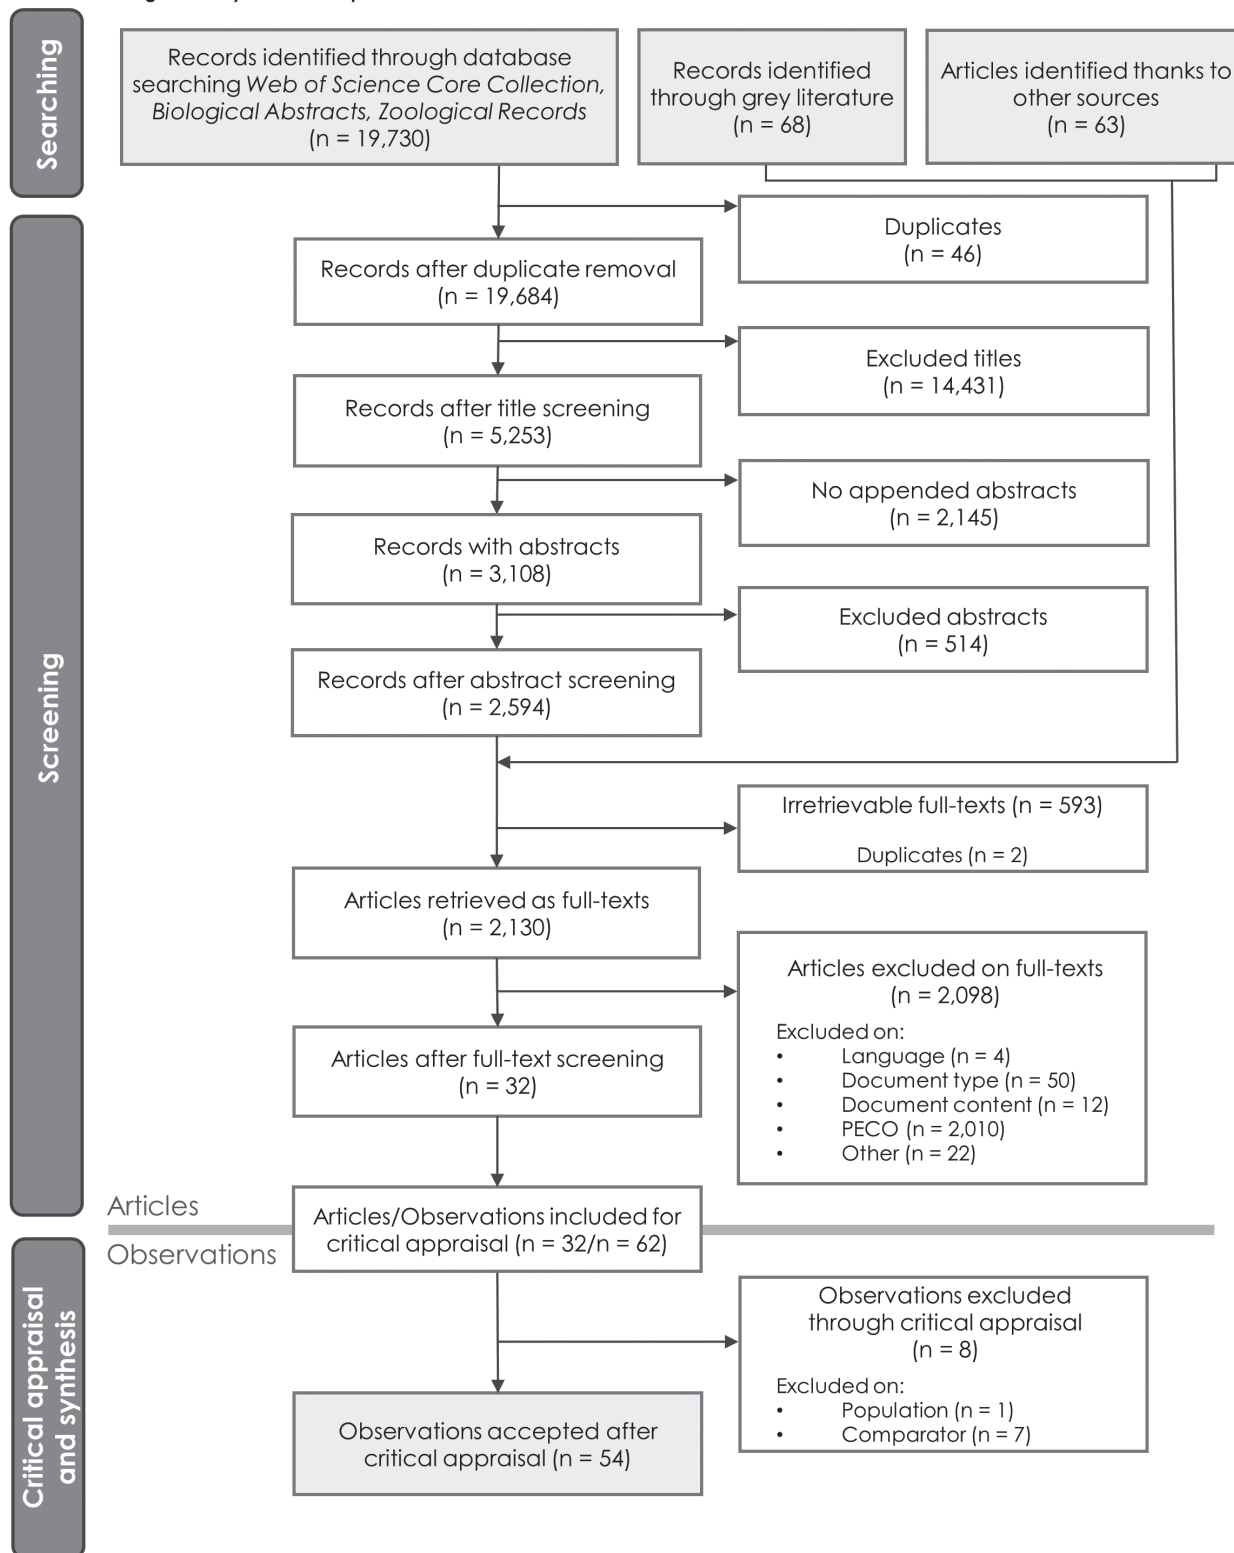 Searching
Records identified through database
searching Web of Science Core Collection,
Biological Abstracts, Zoological Records
(n = 19,730)
Records identified
through grey literature
(n = 68)
Articles identified thanks to
other sources
(n = 63)
Screening
Duplicates
(n = 46)
Records after duplicate removal
(n = 19,684)
Excluded titles
(n = 14,431)
Records after title screening
(n = 5,253)
No appended abstracts
(n = 2,145)
Records with abstracts
(n = 3,108)
Excluded abstracts
(n = 514)
Records after abstract screening
(n = 2,594)
Irretrievable full-texts (n = 593)
Duplicates (n = 2)
Articles retrieved as full-texts
(n = 2,130)
Articles excluded on full-texts
(n = 2,098)
Excluded on:
• Language (n = 4)
• Document type (n = 50)
• Document content (n = 12)
• PECO (n = 2,010)
• Other (n = 22)
Articles after full-text screening
(n = 32)
Articles
Observations
Articles/Observations included for
critical appraisal (n = 32/n = 62)
Critical appraisal
and synthesis
Observations excluded
through critical appraisal
(n = 8)
Excluded on:
• Population (n = 1)
• Comparator (n = 7)
Observations accepted after
critical appraisal (n = 54)